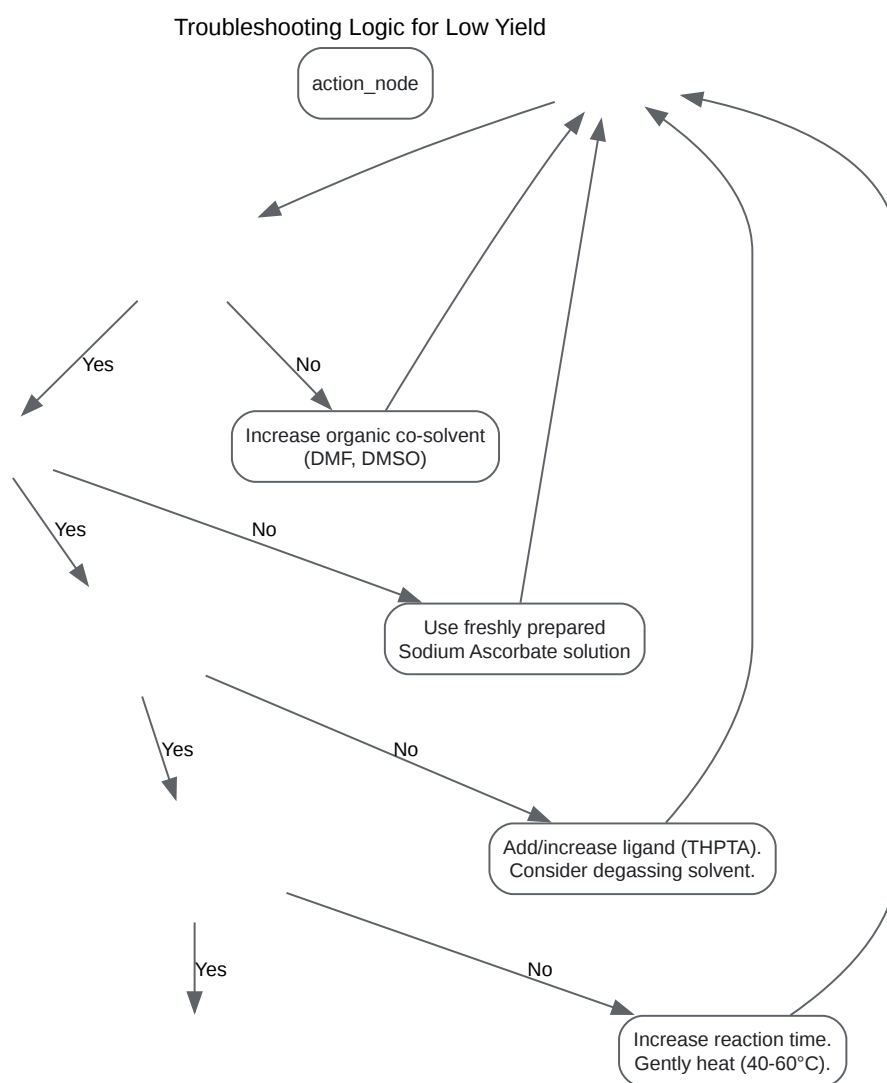 Troubleshooting Logic for Low Yield
action_node
Yes
No
Increase organic co-solvent
(DMF, DMSO)
Yes
No
Use freshly prepared
Sodium Ascorbate solution
Yes
No
Add/increase ligand (THPTA).
Consider degassing solvent.
Yes
No
Increase reaction time.
Gently heat (40-60°C).